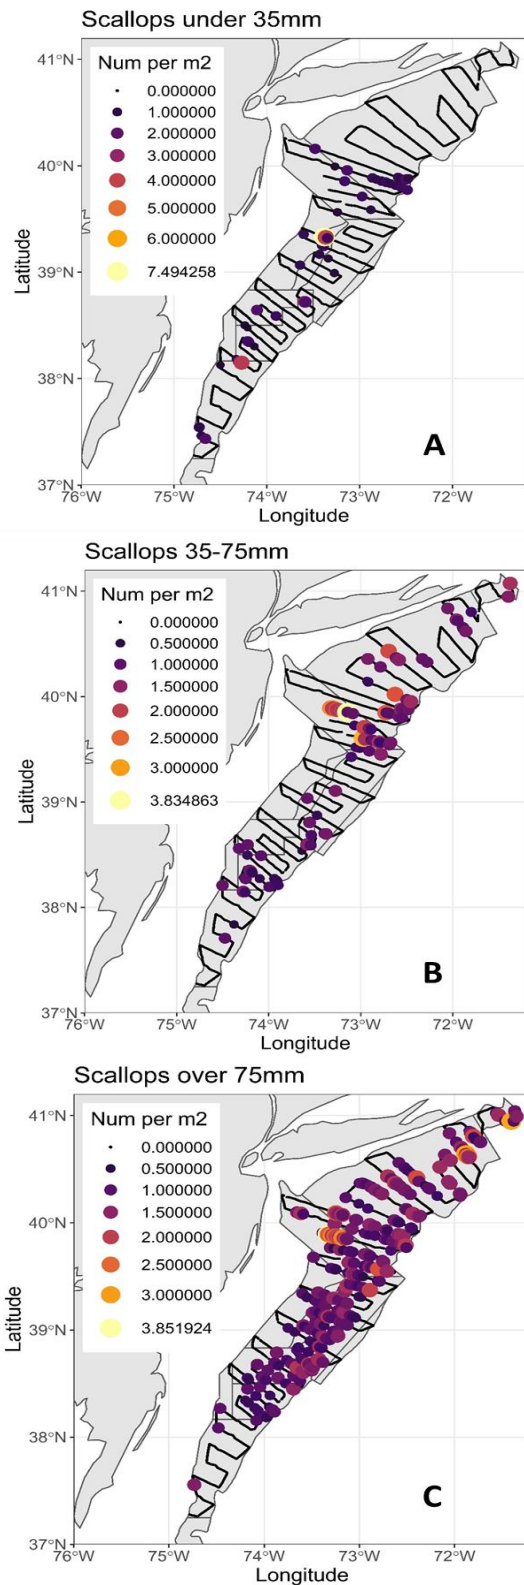 Scallops under 35mm
41°N
40°N
39°N
38°N
37°N
Latitude
Num per m2
0.000000
1.000000
2.000000
3.000000
4.000000
5.000000
6.000000
7.494258
A
76°W 75°W 74°W 73°W 72°W
Longitude
Scallops 35-75mm
41°N
40°N
39°N
38°N
37°N
Latitude
Num per m2
0.000000
0.500000
1.000000
1.500000
2.000000
2.500000
3.000000
3.834863
B
76°W 75°W 74°W 73°W 72°W
Longitude
Scallops over 75mm
41°N
40°N
39°N
38°N
37°N
Latitude
Num per m2
0.000000
0.500000
1.000000
1.500000
2.000000
2.500000
3.000000
3.851924
C
76°W 75°W 74°W 73°W 72°W
Longitude